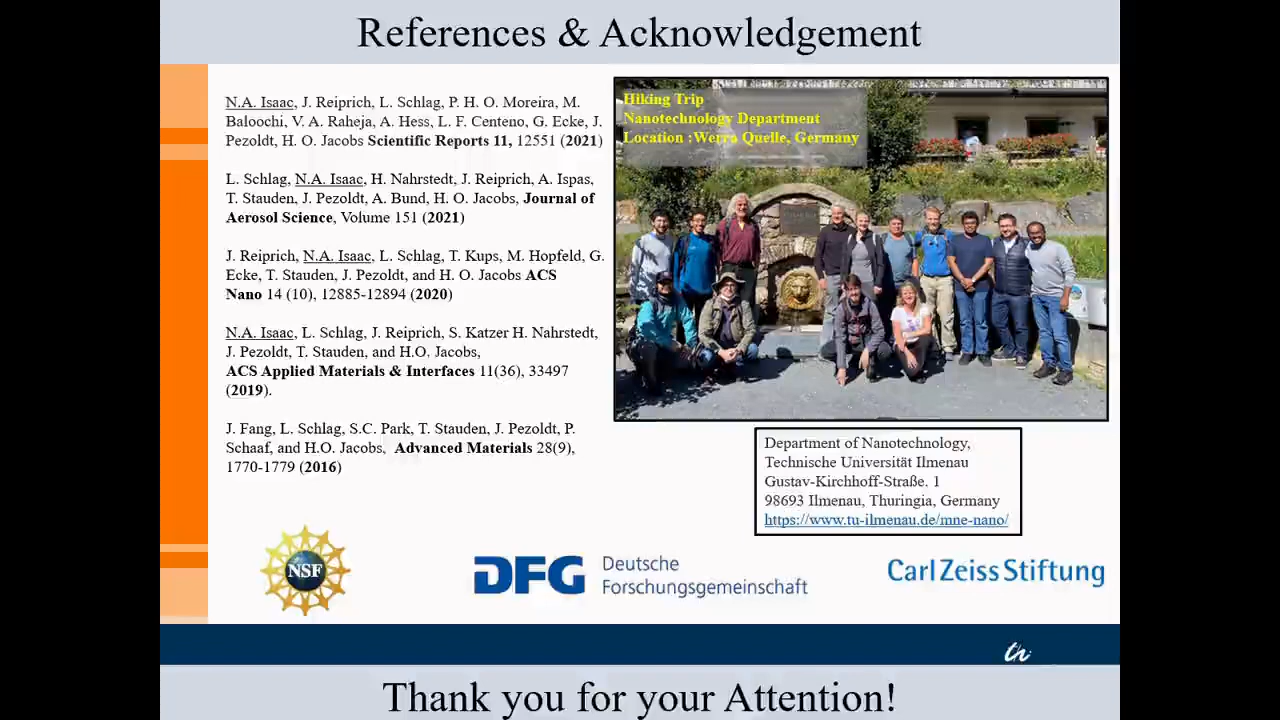 References & Acknowledgement
N.A. Isaac, J. Reiprich, L. Schlag, P. H. O. Moreira, M.
Baloochi, V. A. Raheja, A. Hess, L. F. Centeno, G. Ecke, J.
Pezoldt, H. O. Jacobs Scientific Reports 11, 12551 (2021)
L. Schlag, N.A. Isaac, H. Nahrstedt, J. Reiprich, A. Ispas,
T. Stauden, J. Pezoldt, A. Bund, H. O. Jacobs, Journal of
Aerosol Science, Volume 151 (2021)
J. Reiprich, N.A. Isaac, L. Schlag, T. Kups, M. Hopfeld, G.
Ecke, T. Stauden, J. Pezoldt, and H. O. Jacobs ACS
Nano 14 (10), 12885-12894 (2020)
N.A. Isaac, L. Schlag, J. Reiprich, S. Katzer H. Nahrstedt,
J. Pezoldt, T. Stauden, and H.O. Jacobs,
ACS Applied Materials & Interfaces 11(36), 33497
(2019).
J. Fang, L. Schlag, S.C. Park, T. Stauden, J. Pezoldt, P.
Schaaf, and H.O. Jacobs, Advanced Materials 28(9),
1770-1779 (2016)
Hiking Trip
Nanotechnology Department
Location :Werra Quelle, Germany
Department of Nanotechnology,
Technische Universität Ilmenau
Gustav-Kirchhoff-Straße. 1
98693 Ilmenau, Thuringia, Germany
https://www.tu-ilmenau.de/mne-nano/
NSF
DFG Deutsche
Forschungsgemeinschaft
Carl Zeiss Stiftung
th
Thank you for your Attention!